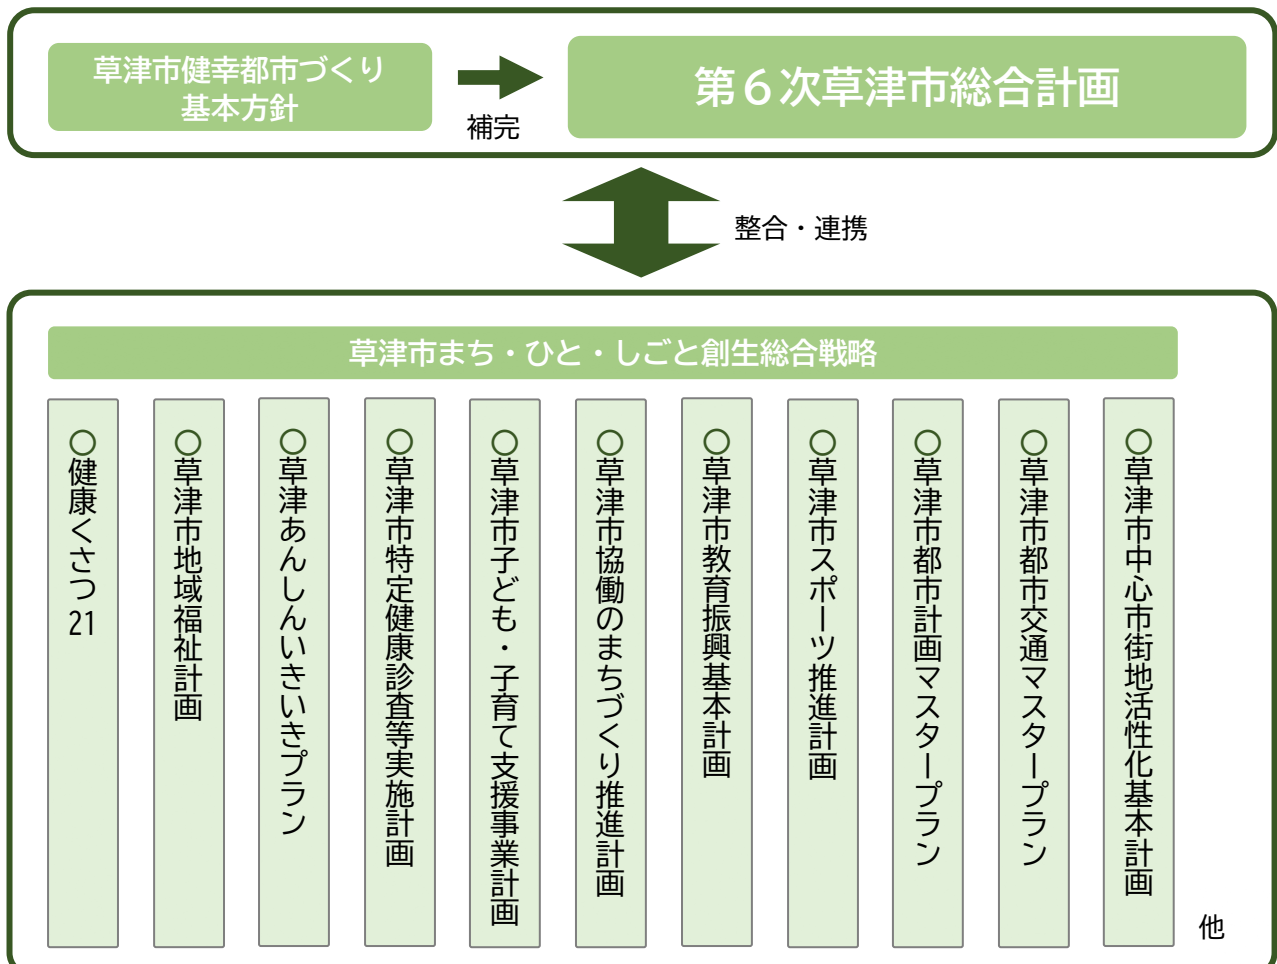 草津市健幸都市づくり
基本方針
補完
第６次草津市総合計画
整合・連携
草津市まち・ひと・しごと創生総合戦略
○健康くさつ21
○草津市地域福祉計画
○草津あんしんいきいきプラン
○草津市特定健康診査等実施計画
○草津市子ども・子育て支援事業計画
○草津市協働のまちづくり推進計画
○草津市教育振興基本計画
○草津市スポーツ推進計画
○草津市都市計画マスタープラン
○草津市都市交通マスタープラン
○草津市中心市街地活性化基本計画
他